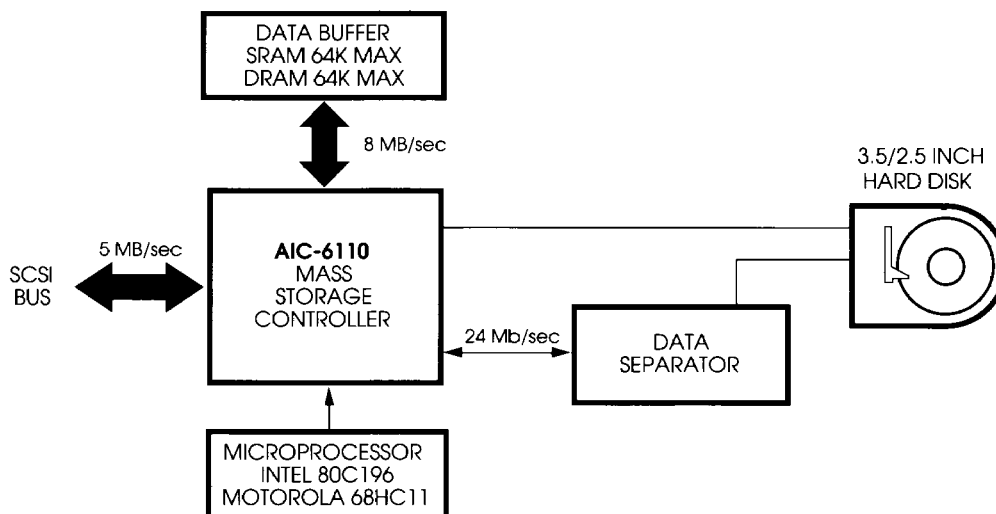 DATA BUFFER
SRAM 64K MAX
DRAM 64K MAX
8 MB/sec
3.5/2.5 INCH
HARD DISK
5 MB/sec
SCSI
BUS
AIC-6110
MASS
STORAGE
CONTROLLER
24 Mb/sec
DATA
SEPARATOR
MICROPROCESSOR
INTEL 80C196
MOTOROLA 68HC11